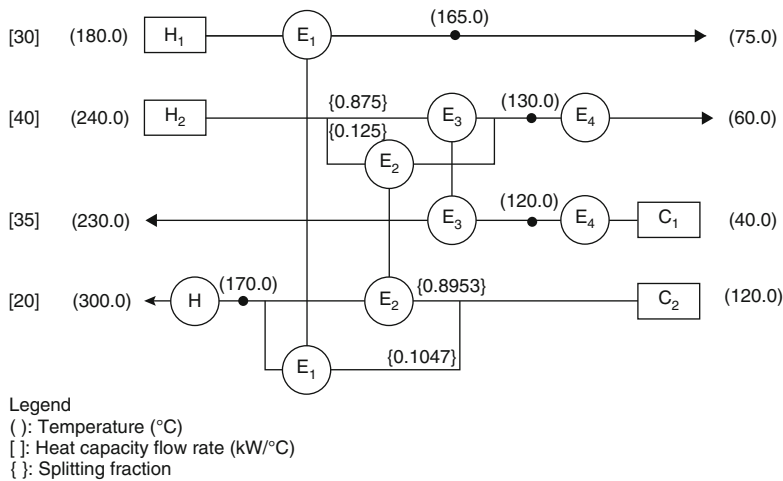 (165.0)
[30] (180.0) H1 E1 (75.0)
{0.875} (130.0)
[40] (240.0) H2 E3 E4 (60.0)
{0.125}
E2
(120.0)
[35] (230.0) E3 E4 C1 (40.0)
(170.0) {0.8953}
[20] (300.0) H E2 C2 (120.0)
{0.1047}
E1
Legend
( ): Temperature (°C)
[ ]: Heat capacity flow rate (kW/°C)
{ }: Splitting fraction